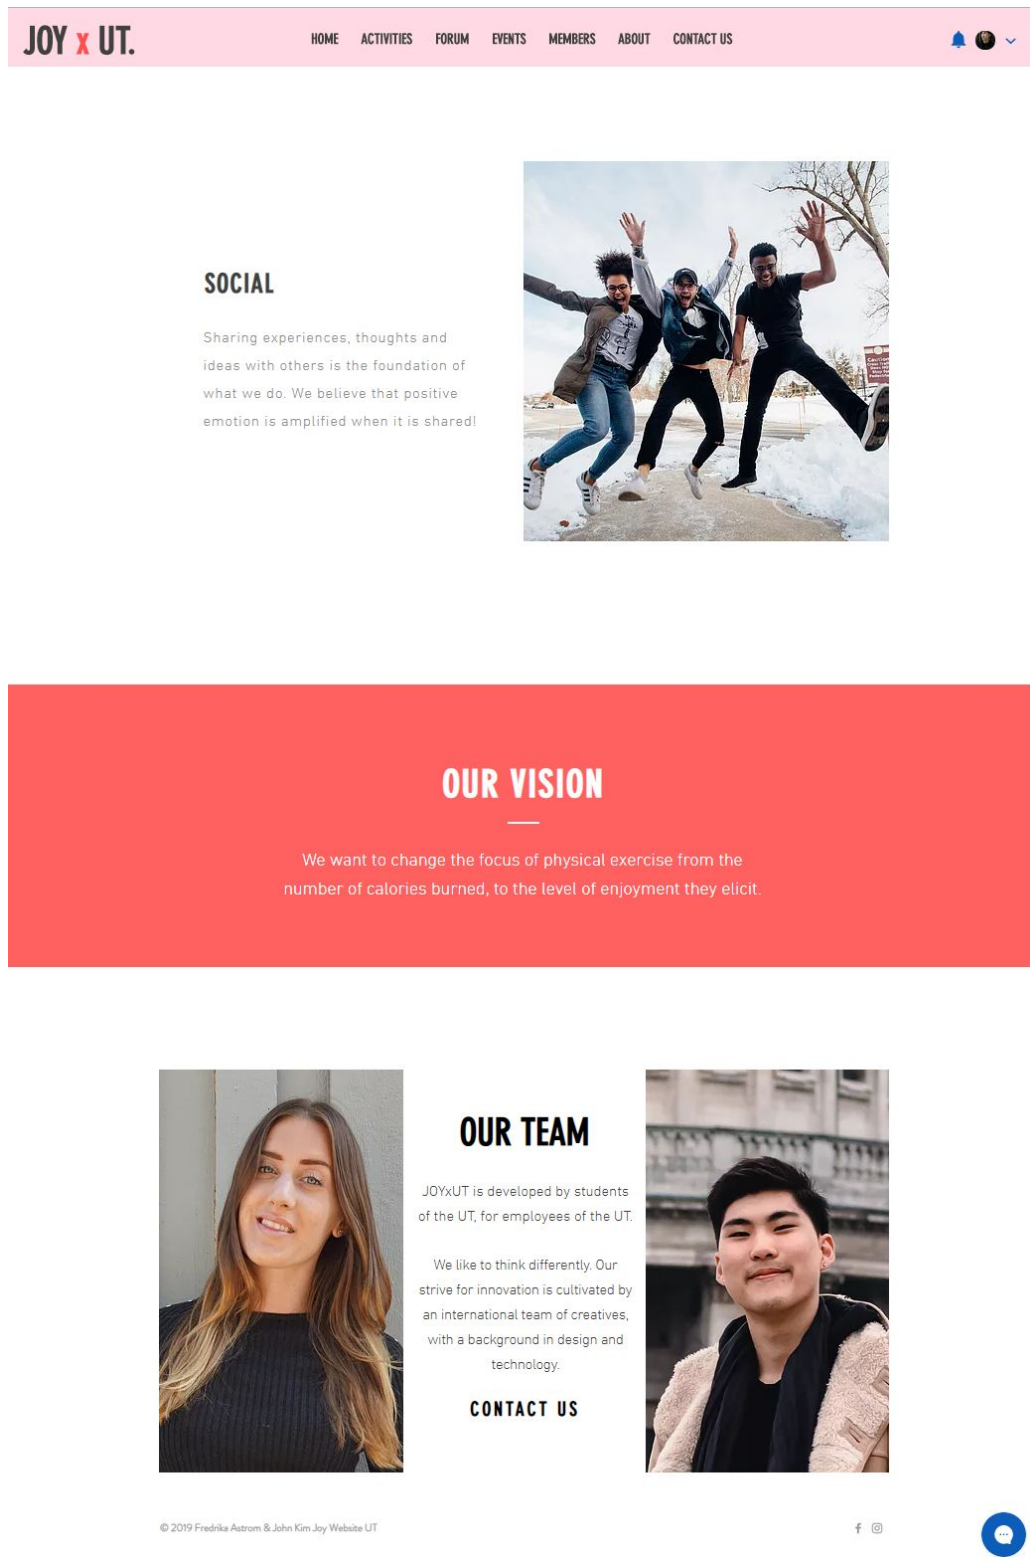 JOY x UT.
HOME ACTIVITIES FORUM EVENTS MEMBERS ABOUT CONTACT US
SOCIAL
Sharing experiences, thoughts and
ideas with others is the foundation of
what we do. We believe that positive
emotion is amplified when it is shared!
Caution
OUR VISION
We want to change the focus of physical exercise from the
number of calories burned, to the level of enjoyment they elicit.
OUR TEAM
JOYxUT is developed by students
of the UT, for employees of the UT.
We like to think differently. Our
strive for innovation is cultivated by
an international team of creatives,
with a background in design and
technology.
CONTACT US
© 2019 Fredrika Astrom & John Kim Joy Website UT